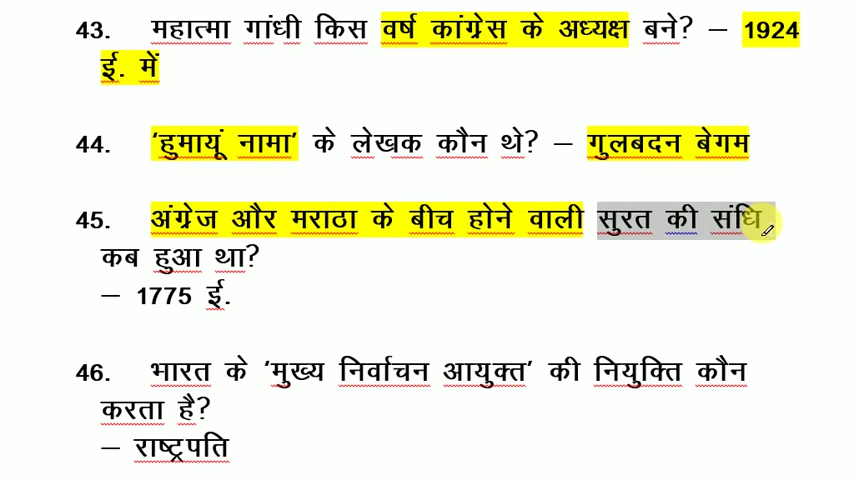 43. महात्मा गांधी किस वर्ष कांग्रेस के अध्यक्ष बने? – 1924
ई. में
44. 'हुमायूं नामा' के लेखक कौन थे? – गुलबदन बेगम
45. अंग्रेज और मराठा के बीच होने वाली सुरत की संधि
कब हुआ था?
– 1775 ई.
46. भारत के 'मुख्य निर्वाचन आयुक्त' की नियुक्ति कौन
करता है?
– राष्ट्रपति